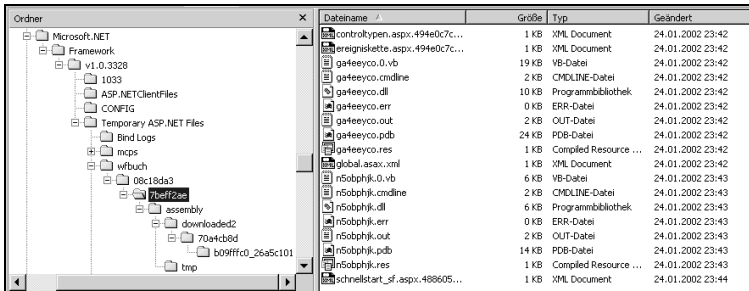 Ordner
Microsoft.NET
Framework
v1.0.3328
1033
ASP.NETClientFiles
CONFIG
Temporary ASP.NET Files
Bind Logs
mcps
wfbuch
08c18da3
7beff2ae
assembly
downloaded2
70a4cb8d
b09fffc0_26a5c101
tmp
Dateiname Größe Typ Geändert
controltypen.aspx.494e0c7c... 1 KB XML Document 24.01.2002 23:42
ereigniskette.aspx.494e0c7c... 1 KB XML Document 24.01.2002 23:42
ga4eeyco.0.vb 19 KB VB-Datei 24.01.2002 23:42
ga4eeyco.cmdline 2 KB CMDLINE-Datei 24.01.2002 23:42
ga4eeyco.dll 10 KB Programmbibliothek 24.01.2002 23:42
ga4eeyco.err 0 KB ERR-Datei 24.01.2002 23:42
ga4eeyco.out 2 KB OUT-Datei 24.01.2002 23:42
ga4eeyco.pdb 24 KB PDB-Datei 24.01.2002 23:42
ga4eeyco.res 1 KB Compiled Resource ... 24.01.2002 23:42
global.asax.xml 1 KB XML Document 24.01.2002 23:42
n5obphjk.0.vb 6 KB VB-Datei 24.01.2002 23:43
n5obphjk.cmdline 2 KB CMDLINE-Datei 24.01.2002 23:43
n5obphjk.dll 6 KB Programmbibliothek 24.01.2002 23:43
n5obphjk.err 0 KB ERR-Datei 24.01.2002 23:43
n5obphjk.out 2 KB OUT-Datei 24.01.2002 23:43
n5obphjk.pdb 14 KB PDB-Datei 24.01.2002 23:43
n5obphjk.res 1 KB Compiled Resource ... 24.01.2002 23:43
schnellstart_sf.aspx.488605... 1 KB XML Document 24.01.2002 23:44